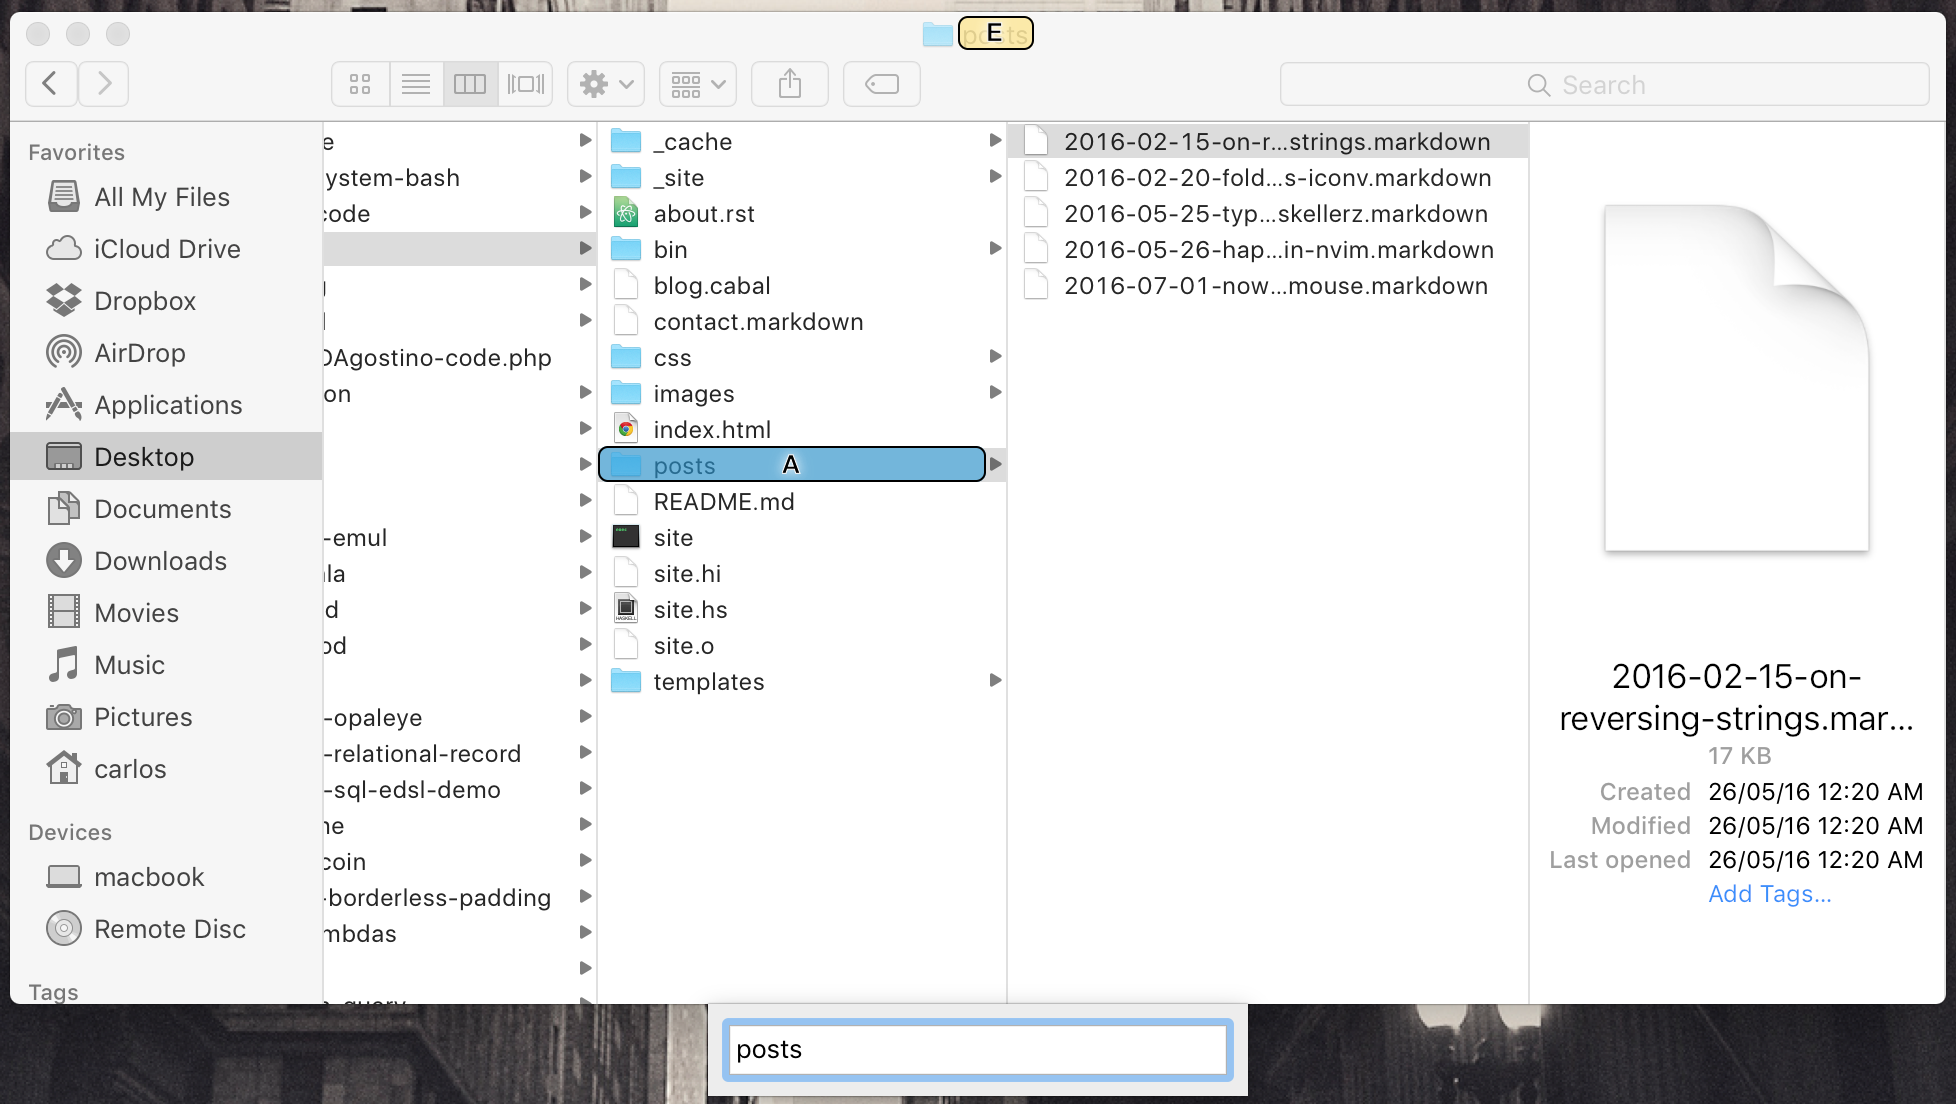 posts
E
Search
Favorites
All My Files
iCloud Drive
Dropbox
AirDrop
Applications
Desktop
Documents
Downloads
Movies
Music
Pictures
carlos
Devices
macbook
Remote Disc
Tags
e
ystem-bash
code
DAgostino-code.php
on
-emul
la
d
od
-opaleye
-relational-record
-sql-edsl-demo
ne
coin
-borderless-padding
mbdas
_cache
_site
about.rst
bin
blog.cabal
contact.markdown
css
images
index.html
posts A
README.md
site
site.hi
HASKELL
site.hs
site.o
templates
2016-02-15-on-r...strings.markdown
2016-02-20-fold...s-iconv.markdown
2016-05-25-typ...skellerz.markdown
2016-05-26-hap...in-nvim.markdown
2016-07-01-now...mouse.markdown
2016-02-15-on-
reversing-strings.mar...
17 KB
Created 26/05/16 12:20 AM
Modified 26/05/16 12:20 AM
Last opened 26/05/16 12:20 AM
Add Tags...
posts